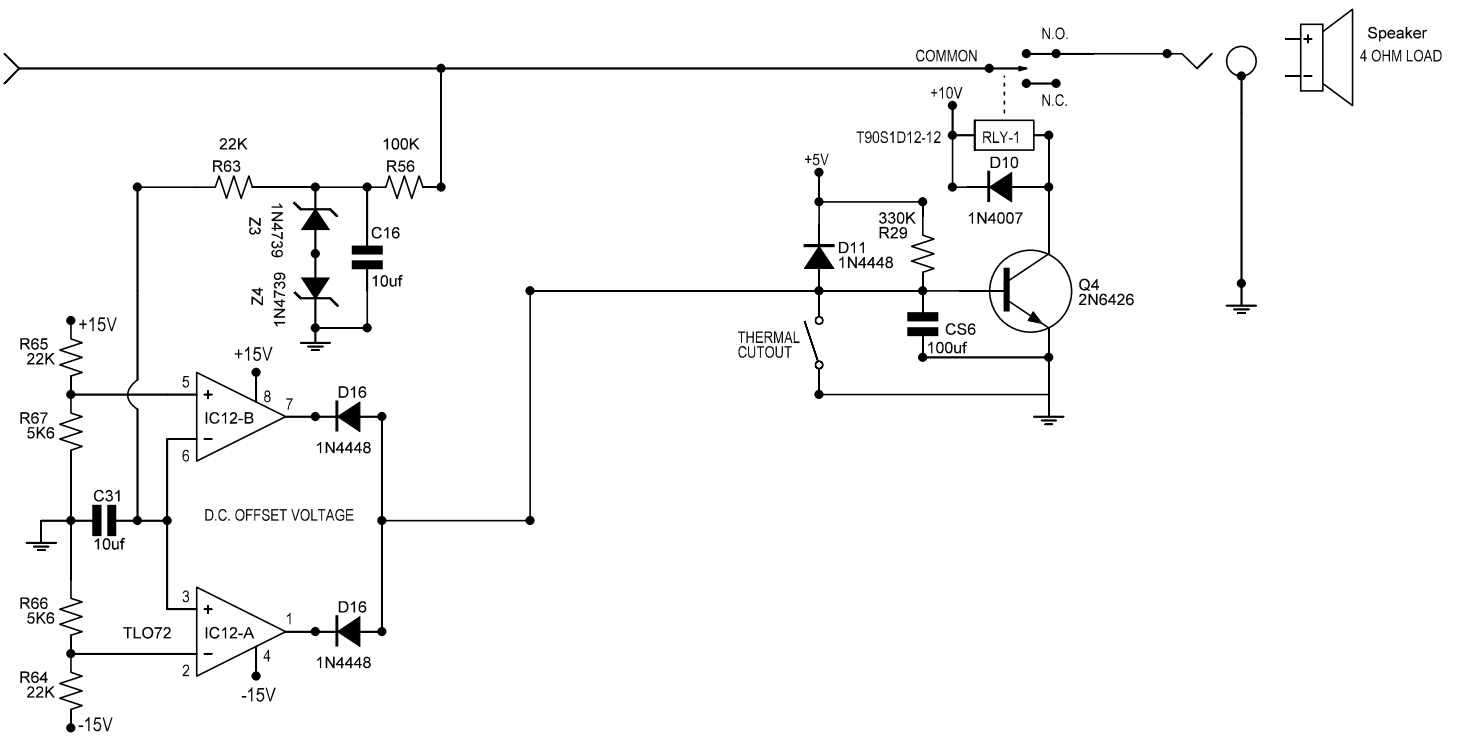 N.O.
Speaker
COMMON
4 OHM LOAD
+
−
N.C.
+10V
22K
100K
T90S1D12-12
RLY-1
R63
R56
+5V
D10
1N4739
Z3
330K
R29
1N4007
C16
D11
1N4448
10uf
Z4
1N4739
Q4
2N6426
+15V
R65
22K
THERMAL
CUTOUT
CS6
100uf
+15V
5
+
8
7
D16
IC12-B
R67
5K6
−
6
1N4448
C31
10uf
D.C. OFFSET VOLTAGE
R66
5K6
3
+
1
D16
TLO72
IC12-A
−
4
2
1N4448
R64
22K
-15V
-15V